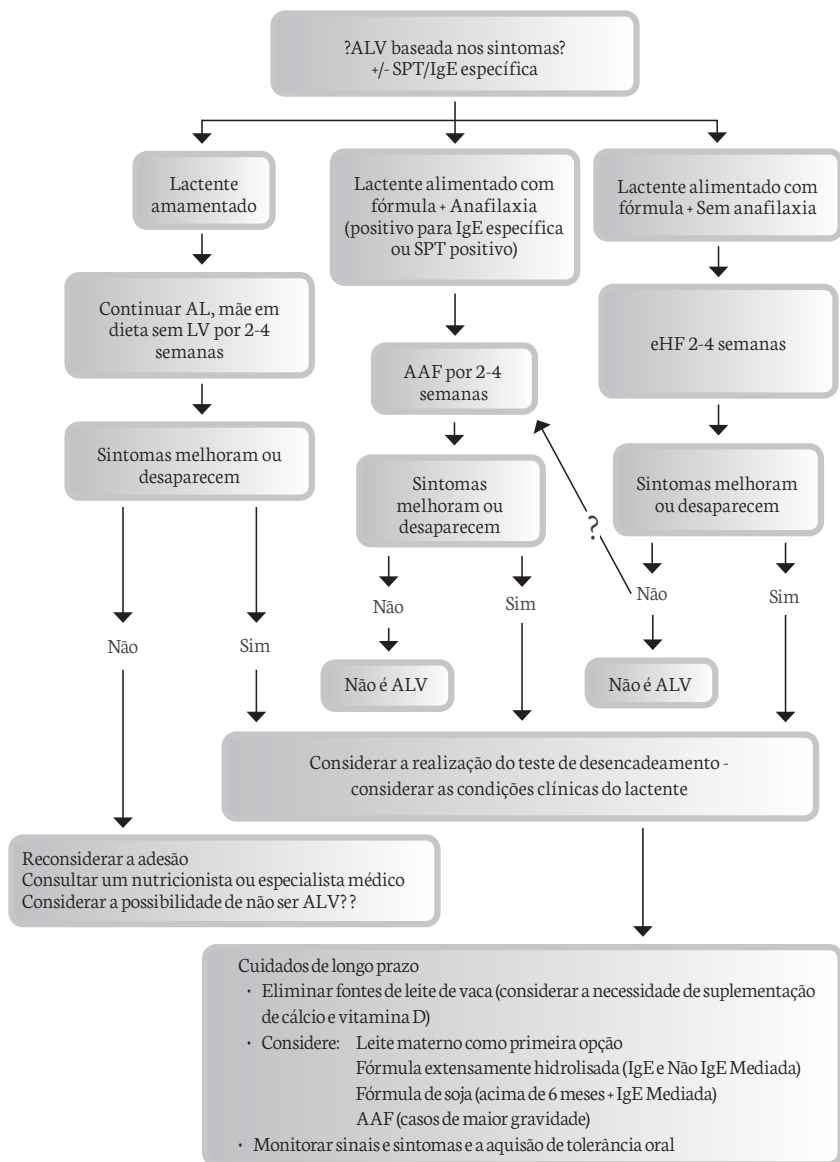 ?ALV baseada nos sintomas?
+/- SPT/IgE específica
Lactente
amamentado
Lactente alimentado com
fórmula + Anafilaxia
(positivo para IgE específica
ou SPT positivo)
Lactente alimentado com
fórmula + Sem anafilaxia
Continuar AL, mãe em
dieta sem LV por 2-4
semanas
AAF por 2-4
semanas
eHF 2-4 semanas
Sintomas melhoram ou
desaparecem
Sintomas
melhoram ou
desaparecem
Sintomas melhoram
ou desaparecem
?
Não
Sim
Não
Sim
Não
Sim
Não é ALV
Não é ALV
Considerar a realização do teste de desencadeamento -
considerar as condições clínicas do lactente
Reconsiderar a adesão
Consultar um nutricionista ou especialista médico
Considerar a possibilidade de não ser ALV??
Cuidados de longo prazo
· Eliminar fontes de leite de vaca (considerar a necessidade de suplementação
de cálcio e vitamina D)
· Considere: Leite materno como primeira opção
Fórmula extensamente hidrolisada (IgE e Não IgE Mediada)
Fórmula de soja (acima de 6 meses + IgE Mediada)
AAF (casos de maior gravidade)
· Monitorar sinais e sintomas e a aquisão de tolerância oral